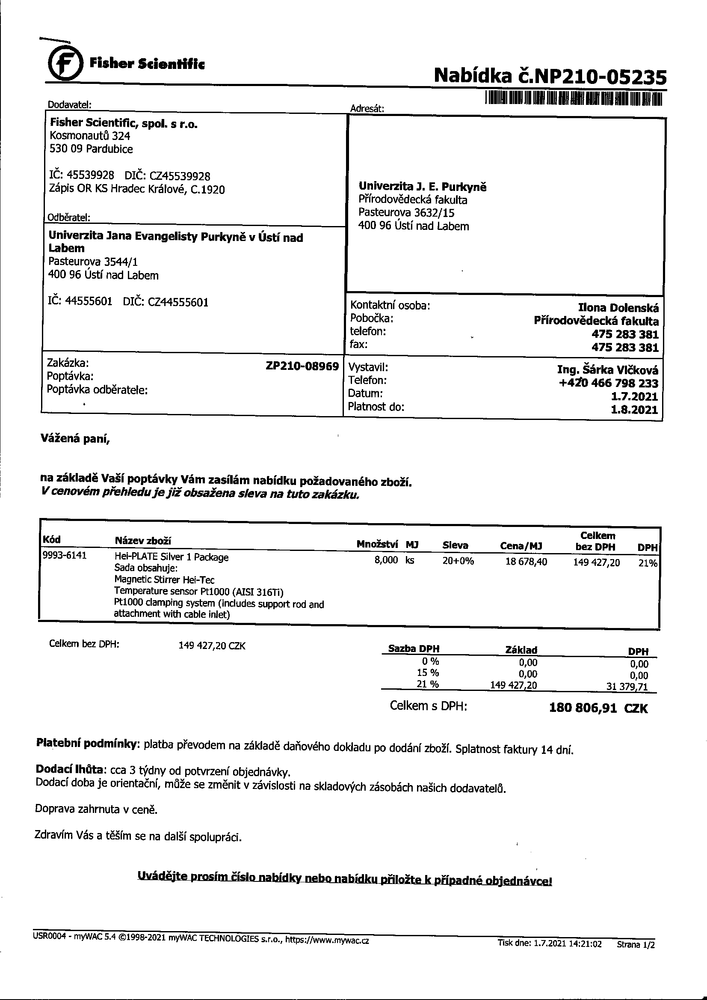 Fisher Scientific
Nabídka č.NP210-05235
Dodavatel:
Fisher Scientific, spol. s r.o.
Kosmonautů 324
530 09 Pardubice
IČ: 45539928 DIČ: CZ45539928
Zápis OR KS Hradec Králové, C.1920
Odběratel:
Univerzita Jana Evangelisty Purkyně v Ústí nad
Labem
Pasteurova 3544/1
400 96 Ústí nad Labem
IČ: 44555601 DIČ: CZ44555601
Adresát:
Univerzita J. E. Purkyně
Přírodovědecká fakulta
Pasteurova 3632/15
400 96 Ústí nad Labem
Kontaktní osoba: Ilona Dolenská
Pobočka: Přírodovědecká fakulta
telefon: 475 283 381
fax: 475 283 381
Zakázka: ZP210-08969
Poptávka:
Poptávka odběratele:
Vystavil: Ing. Šárka Vlčková
Telefon: +420 466 798 233
Datum: 1.7.2021
Platnost do: 1.8.2021
Vážená paní,
na základě Vaší poptávky Vám zasílám nabídku požadovaného zboží.
V cenovém přehledu je již obsažena sleva na tuto zakázku.
Kód Název zboží Množství MJ Sleva Cena/MJ Celkem bez DPH DPH
9993-6141 Hei-PLATE Silver 1 Package 8,000 ks 20+0% 18 678,40 149 427,20 21%
Sada obsahuje:
Magnetic Stirrer Hei-Tec
Temperature sensor Pt1000 (AISI 316Ti)
Pt1000 clamping system (includes support rod and
attachment with cable inlet)
Celkem bez DPH: 149 427,20 CZK
Sazba DPH Základ DPH
0 % 0,00 0,00
15 % 0,00 0,00
21 % 149 427,20 31 379,71
Celkem s DPH: 180 806,91 CZK
Platební podmínky: platba převodem na základě daňového dokladu po dodání zboží. Splatnost faktury 14 dní.
Dodací lhůta: cca 3 týdny od potvrzení objednávky.
Dodací doba je orientační, může se změnit v závislosti na skladových zásobách našich dodavatelů.
Doprava zahrnuta v ceně.
Zdravím Vás a těším se na další spolupráci.
Uvádějte prosím číslo nabídky nebo nabídku přiložte k případné objednávce!
USR0004 - myWAC 5.4 ©1998-2021 myWAC TECHNOLOGIES s.r.o., https://www.mywac.cz
Tisk dne: 1.7.2021 14:21:02 Strana 1/2